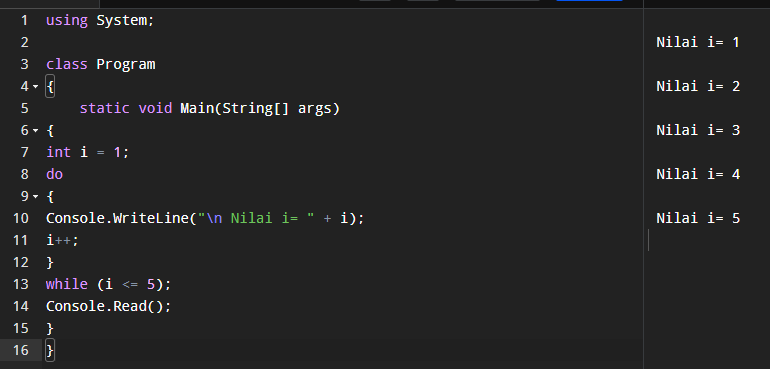 1 using System;
2
3 class Program
4 {
5     static void Main(String[] args)
6 {
7 int i = 1;
8 do
9 {
10 Console.WriteLine("\n Nilai i= " + i);
11 i++;
12 }
13 while (i <= 5);
14 Console.Read();
15 }
16 }
Nilai i= 1
Nilai i= 2
Nilai i= 3
Nilai i= 4
Nilai i= 5